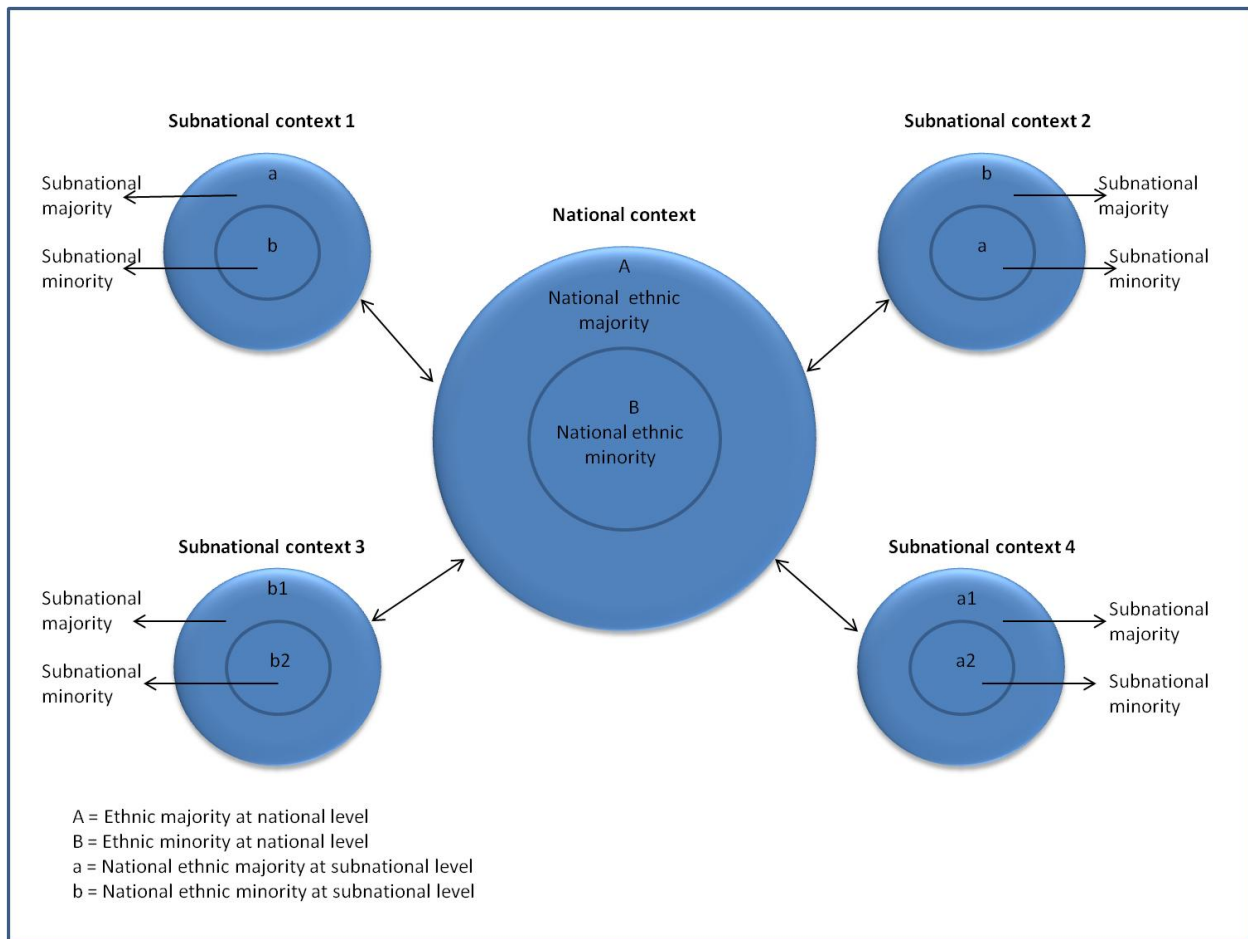 Subnational context 1
a
Subnational
majority
b
Subnational
minority
Subnational context 2
b
Subnational
majority
a
Subnational
minority
National context
A
National ethnic
majority
B
National ethnic
minority
Subnational context 3
b1
Subnational
majority
b2
Subnational
minority
Subnational context 4
a1
Subnational
majority
a2
Subnational
minority
A = Ethnic majority at national level
B = Ethnic minority at national level
a = National ethnic majority at subnational level
b = National ethnic minority at subnational level